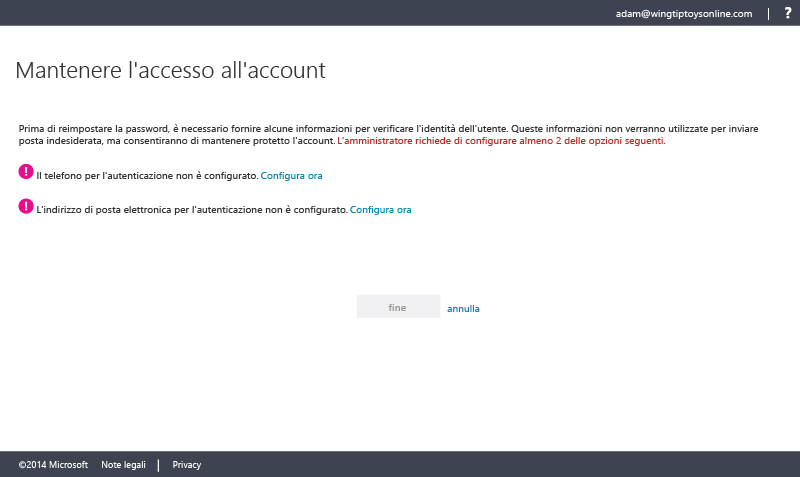 adam@wingtiptoysonline.com | ?
Mantenere l'accesso all'account
Prima di reimpostare la password, è necessario fornire alcune informazioni per verificare l'identità dell'utente. Queste informazioni non verranno utilizzate per inviare
posta indesiderata, ma consentiranno di mantenere protetto l'account. L'amministratore richiede di configurare almeno 2 delle opzioni seguenti.
! Il telefono per l'autenticazione non è configurato. Configura ora
! L'indirizzo di posta elettronica per l'autenticazione non è configurato. Configura ora
fine annulla
©2014 Microsoft Note legali | Privacy